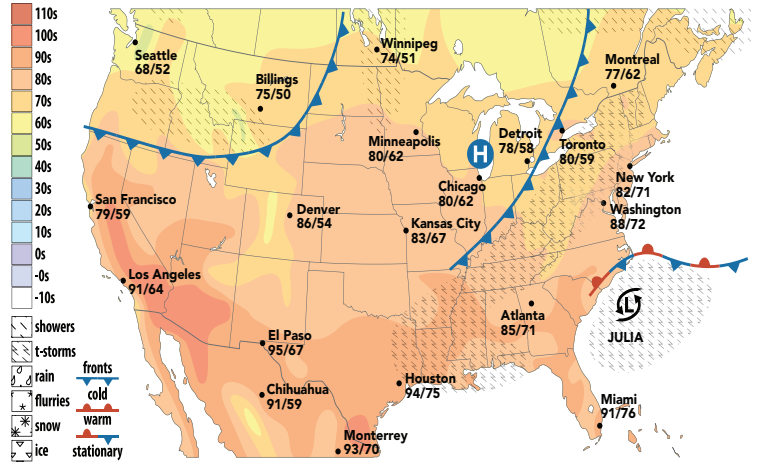 110s
100s
90s
80s
70s
60s
50s
40s
30s
20s
10s
0s
-0s
-10s
showers
t-storms
rain
flurries
snow
ice
fronts
cold
warm
stationary
Seattle
68/52
Billings
75/50
Winnipeg
74/51
Montreal
77/62
Minneapolis
80/62
H
Detroit
78/58
Toronto
80/59
Chicago
80/62
New York
82/71
Washington
88/72
San Francisco
79/59
Denver
86/54
Kansas City
83/67
Los Angeles
91/64
Atlanta
85/71
L
JULIA
El Paso
95/67
Chihuahua
91/59
Houston
94/75
Miami
91/76
Monterrey
93/70